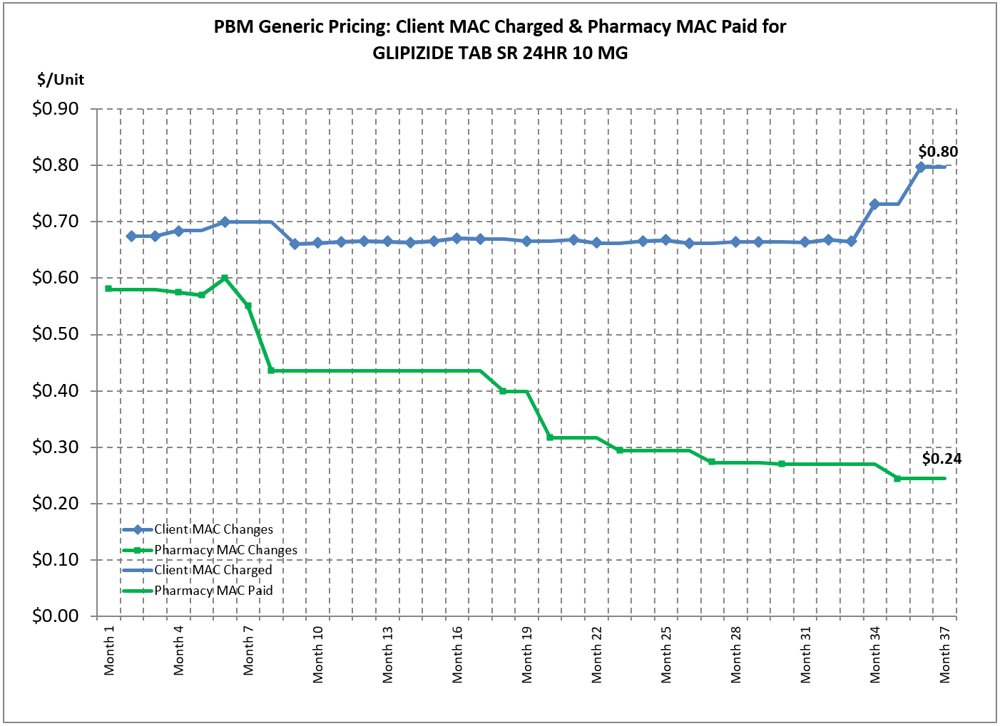 PBM Generic Pricing: Client MAC Charged & Pharmacy MAC Paid for
GLIPIZIDE TAB SR 24HR 10 MG
$/Unit
$0.90
$0.80
$0.70
$0.60
$0.50
$0.40
$0.30
$0.20
$0.10
$0.00
$0.80
$0.24
Client MAC Changes
Pharmacy MAC Changes
Client MAC Charged
Pharmacy MAC Paid
Month 1
Month 4
Month 7
Month 10
Month 13
Month 16
Month 19
Month 22
Month 25
Month 28
Month 31
Month 34
Month 37